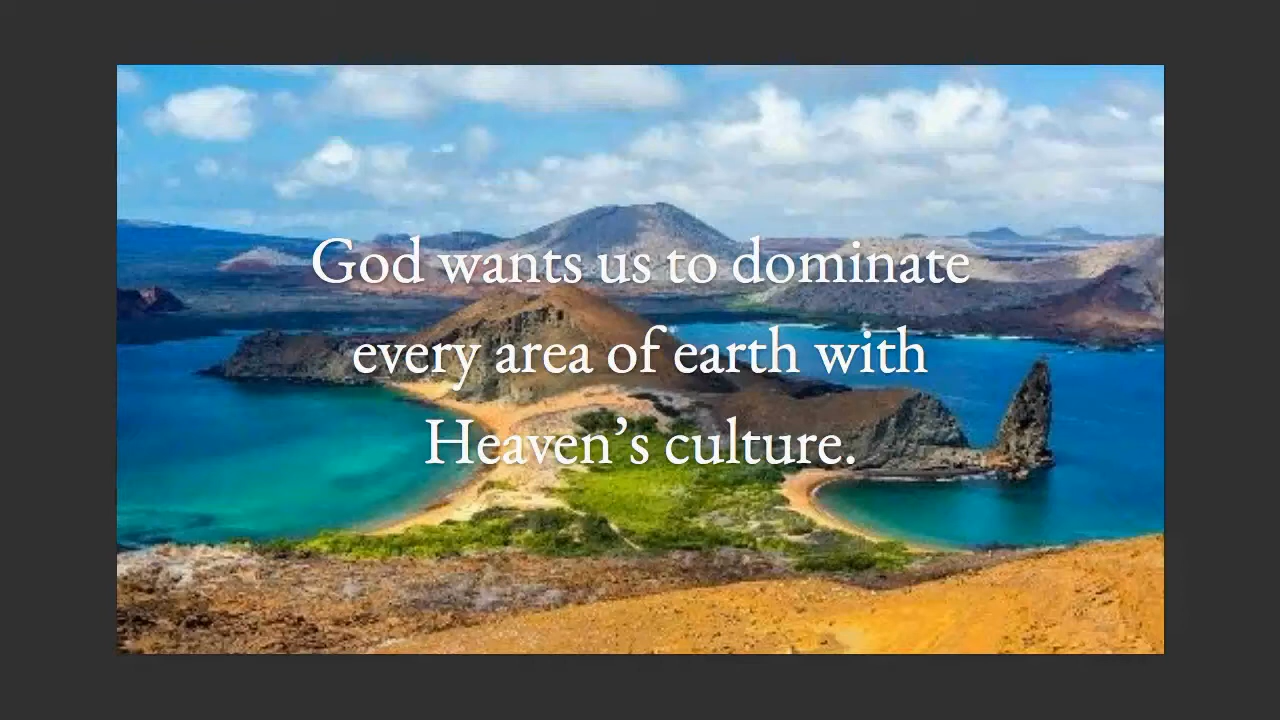 God wants us to dominate
every area of earth with
Heaven’s culture.